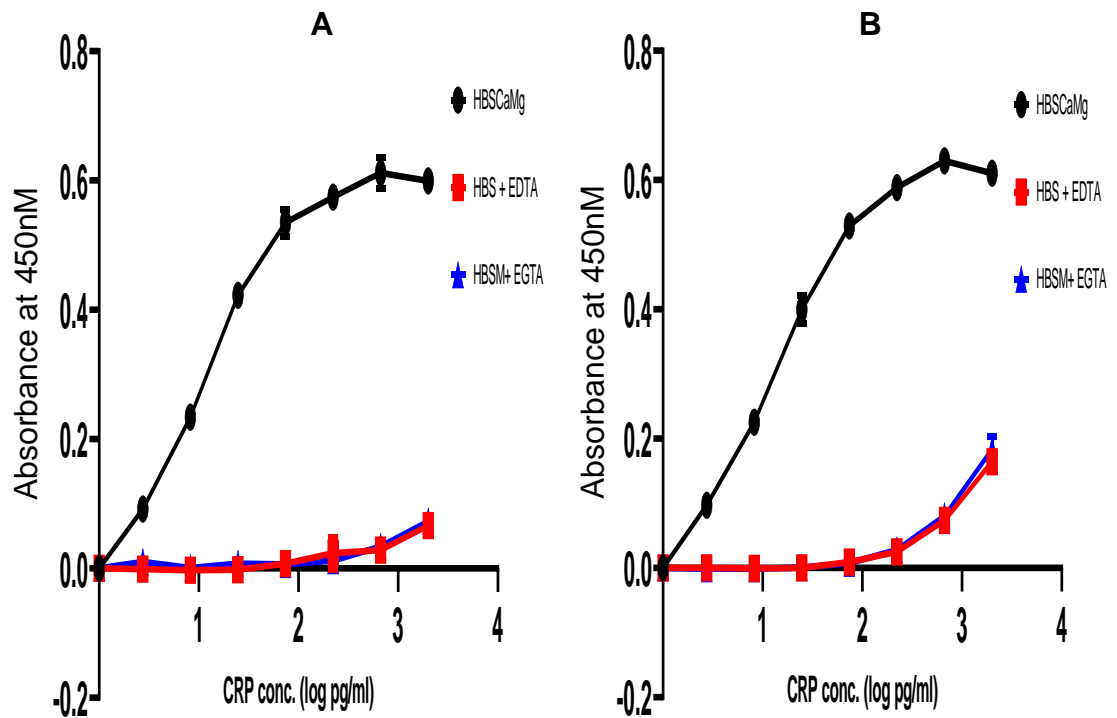 A
0.8
0.6
0.4
0.2
0.0
-0.2
Absorbance at 450nM
1
2
3
4
CRP conc. (log pg/ml)
HBSCaMg
HBS + EDTA
HBSM+ EGTA
B
0.8
0.6
0.4
0.2
0.0
-0.2
Absorbance at 450nM
1
2
3
4
CRP conc. (log pg/ml)
HBSCaMg
HBS + EDTA
HBSM+ EGTA